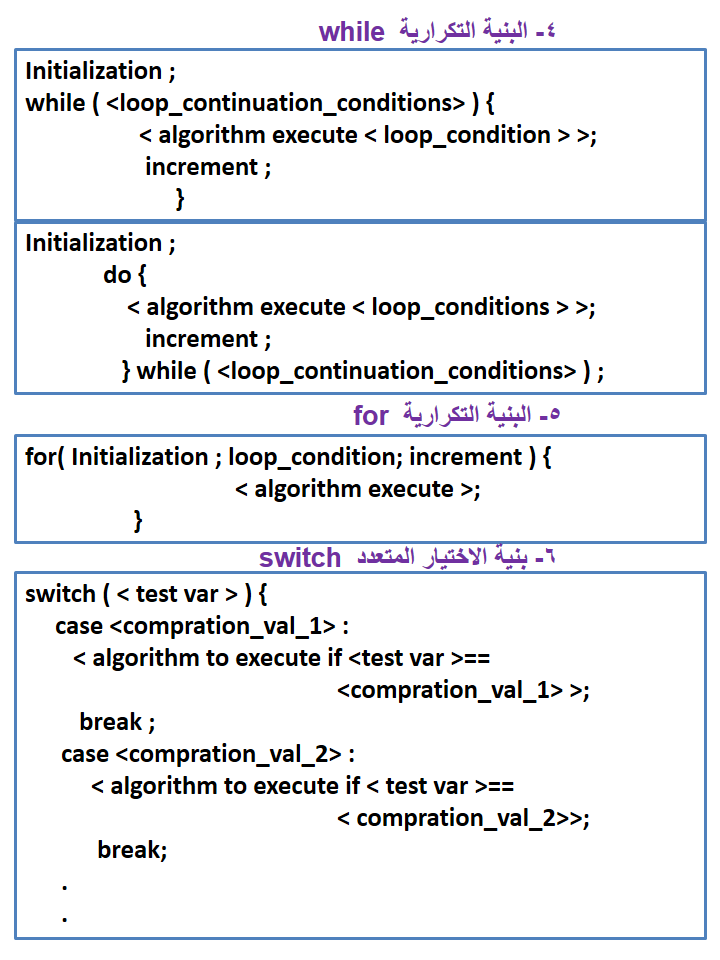 ٤- البنية التكرارية while
Initialization ;
while ( <loop_continuation_conditions> ) {
< algorithm execute < loop_condition > >;
increment ;
}
Initialization ;
do {
< algorithm execute < loop_conditions > >;
increment ;
} while ( <loop_continuation_conditions> ) ;
٥- البنية التكرارية for
for( Initialization ; loop_condition; increment ) {
< algorithm execute >;
}
٦- بنية الاختيار المتعدد switch
switch ( < test var > ) {
case <compration_val_1> :
< algorithm to execute if <test var >==
<compration_val_1> >;
break ;
case <compration_val_2> :
< algorithm to execute if < test var >==
< compration_val_2>>;
break;
.
.